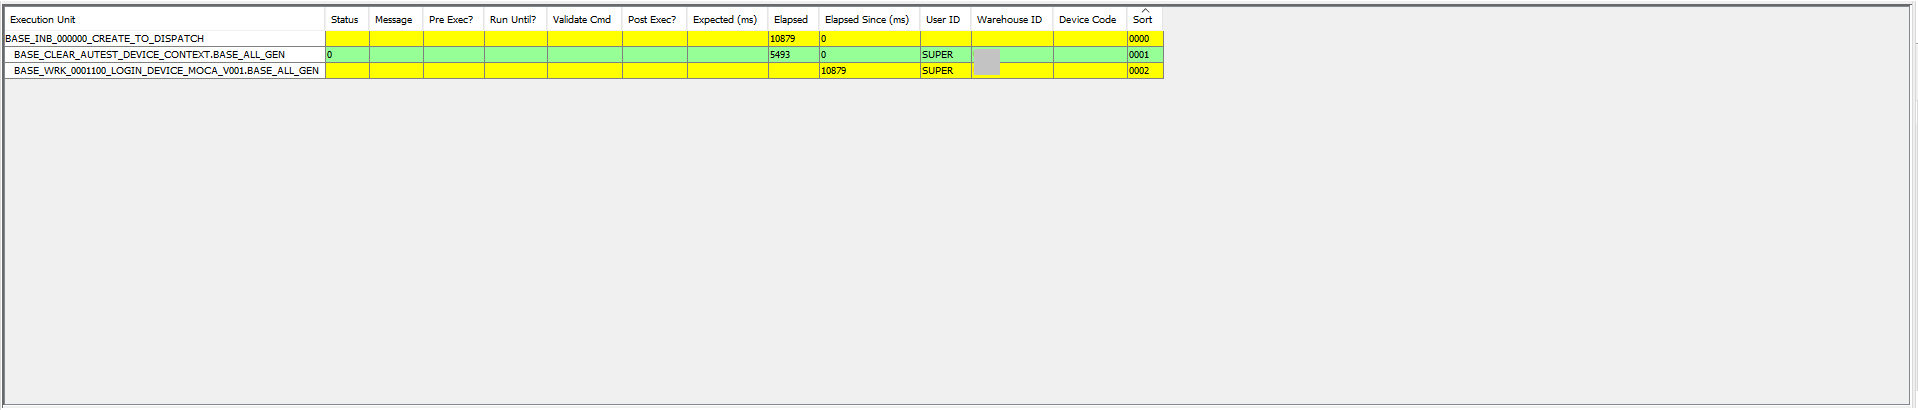 Execution Unit Status Message Pre Exec? Run Until? Validate Cmd Post Exec? Expected (ms) Elapsed Elapsed Since (ms) User ID Warehouse ID Device Code Sort
BASE_INB_000000_CREATE_TO_DISPATCH 10879 0 0000
BASE_CLEAR_AUTEST_DEVICE_CONTEXT.BASE_ALL_GEN 0 5493 0 SUPER 0001
BASE_WRK_0001100_LOGIN_DEVICE_MOCA_V001.BASE_ALL_GEN 10879 SUPER 0002